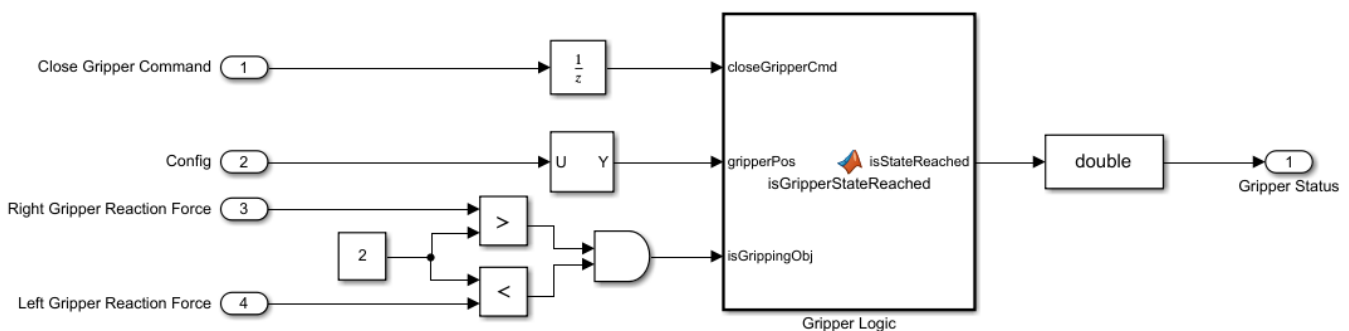 Close Gripper Command
1
1
z
closeGripperCmd
Config
2
U
Y
gripperPos
isStateReached
isGripperStateReached
double
1
Gripper Status
Right Gripper Reaction Force
3
>
2
isGrippingObj
<
Left Gripper Reaction Force
4
Gripper Logic